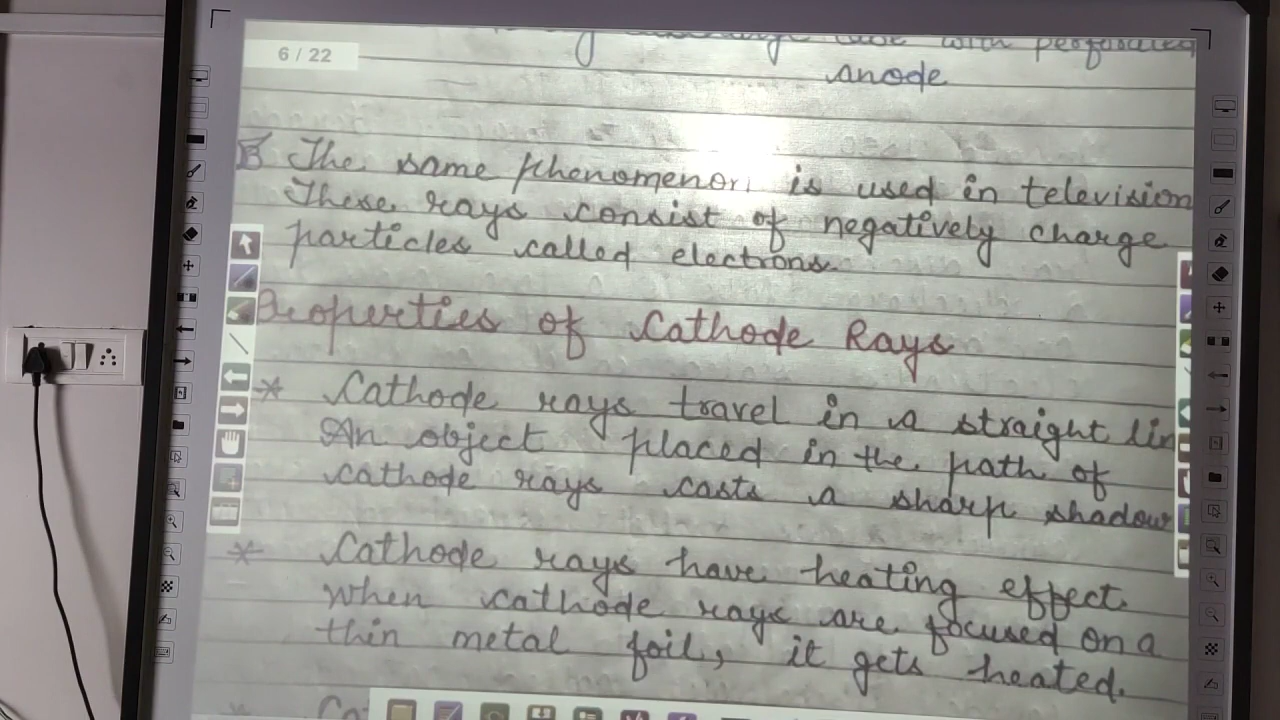 6 / 22
with perforated
anode
The same phenomenon is used in television
These rays consist of negatively charge
particles called electrons.
Properties of Cathode Rays
* Cathode rays travel in a straight lin
An object placed in the path of
cathode rays casts a sharp shadow
* Cathode rays have heating effect.
When cathode rays are focused on a
thin metal foil, it gets heated.